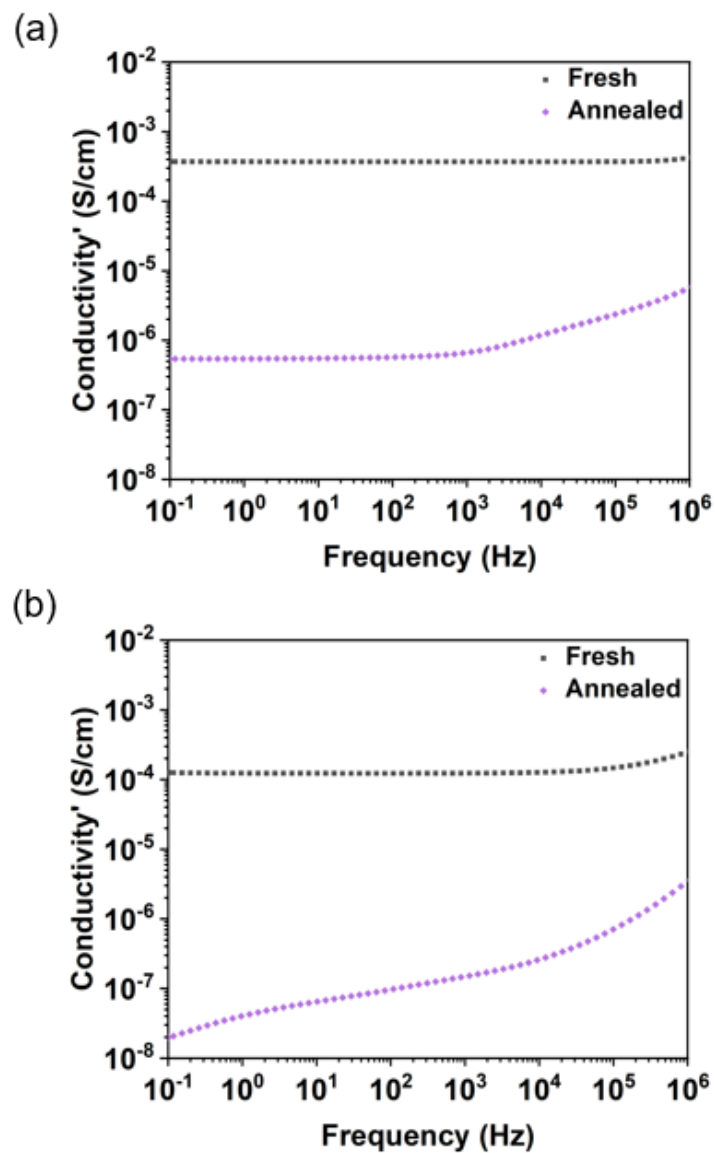 (a)
Fresh
Annealed
10⁻²
10⁻³
10⁻⁴
10⁻⁵
10⁻⁶
10⁻⁷
10⁻⁸
Conductivity' (S/cm)
10⁻¹ 10⁰ 10¹ 10² 10³ 10⁴ 10⁵ 10⁶
Frequency (Hz)
(b)
Fresh
Annealed
10⁻²
10⁻³
10⁻⁴
10⁻⁵
10⁻⁶
10⁻⁷
10⁻⁸
Conductivity' (S/cm)
10⁻¹ 10⁰ 10¹ 10² 10³ 10⁴ 10⁵ 10⁶
Frequency (Hz)